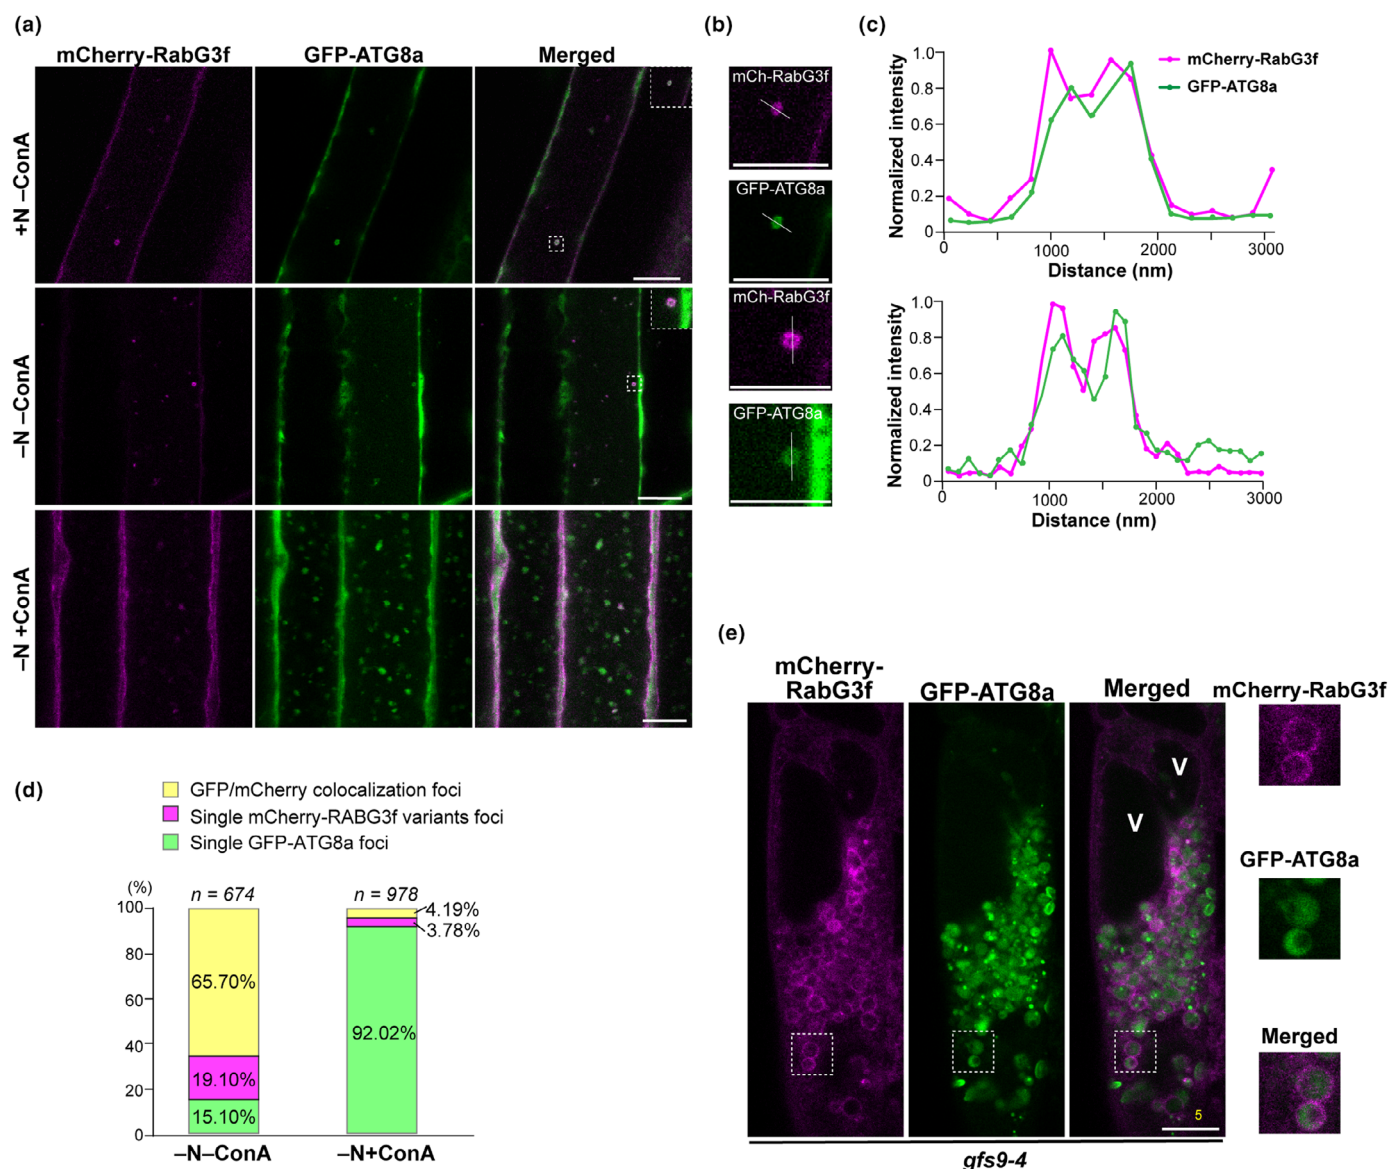 (a)
mCherry-RabG3f GFP-ATG8a Merged
+N –ConA
–N –ConA
–N +ConA
(b)
mCh-RabG3f
GFP-ATG8a
mCh-RabG3f
GFP-ATG8a
(c)
mCherry-RabG3f
GFP-ATG8a
Normalized intensity
1.0
0.8
0.6
0.4
0.2
0
0 1000 2000 3000
Distance (nm)
Normalized intensity
1.0
0.8
0.6
0.4
0.2
0
0 1000 2000 3000
Distance (nm)
(d)
GFP/mCherry colocalization foci
Single mCherry-RABG3f variants foci
Single GFP-ATG8a foci
(%)
100
80
60
40
20
0
n = 674 n = 978
65.70%
19.10%
15.10%
4.19%
3.78%
92.02%
–N–ConA –N+ConA
(e)
mCherry-
RabG3f GFP-ATG8a Merged
V
V
5
gfs9-4
mCherry-RabG3f
GFP-ATG8a
Merged